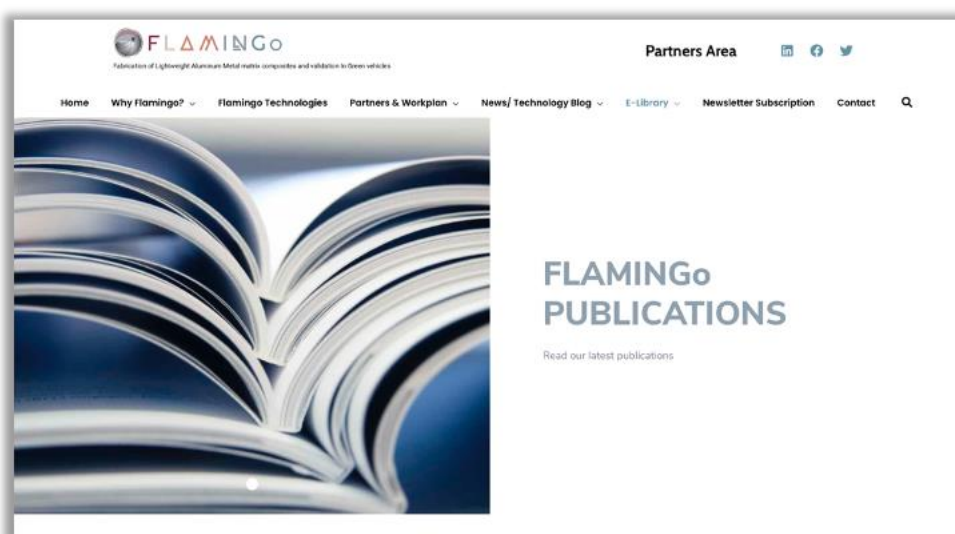 FLAMINGo
Fabrication of Lightweight Aluminum Metal matrix composites and validation In Green vehicles
Partners Area
Home Why Flamingo? Flamingo Technologies Partners & Workplan News/ Technology Blog E-Library Newsletter Subscription Contact
FLAMINGo
PUBLICATIONS
Read our latest publications